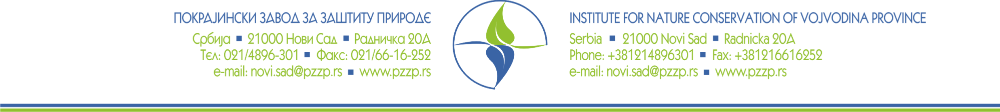 ПОКРАЈИНСКИ ЗАВОД ЗА ЗАШТИТУ ПРИРОДЕ
Србија ▪ 21000 Нови Сад ▪ Радничка 20А
Тел: 021/4896-301 ▪ Факс: 021/66-16-252
e-mail: novi.sad@pzzp.rs ▪ www.pzzp.rs
INSTITUTE FOR NATURE CONSERVATION OF VOJVODINA PROVINCE
Serbia ▪ 21000 Novi Sad ▪ Radnicka 20A
Phone: +381214896301 ▪ Fax: +381216616252
e-mail: novi.sad@pzzp.rs ▪ www.pzzp.rs